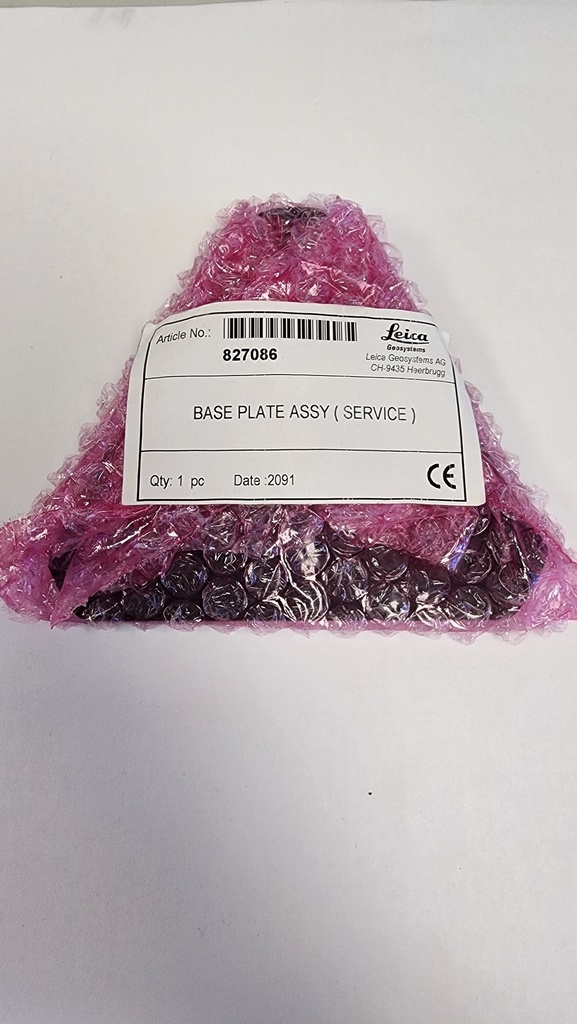 Article No.:
827086
Leica
Geosystems
Leica Geosystems AG
CH-9435 Heerbrugg
BASE PLATE ASSY ( SERVICE )
Qty: 1 pc Date :2091
CE